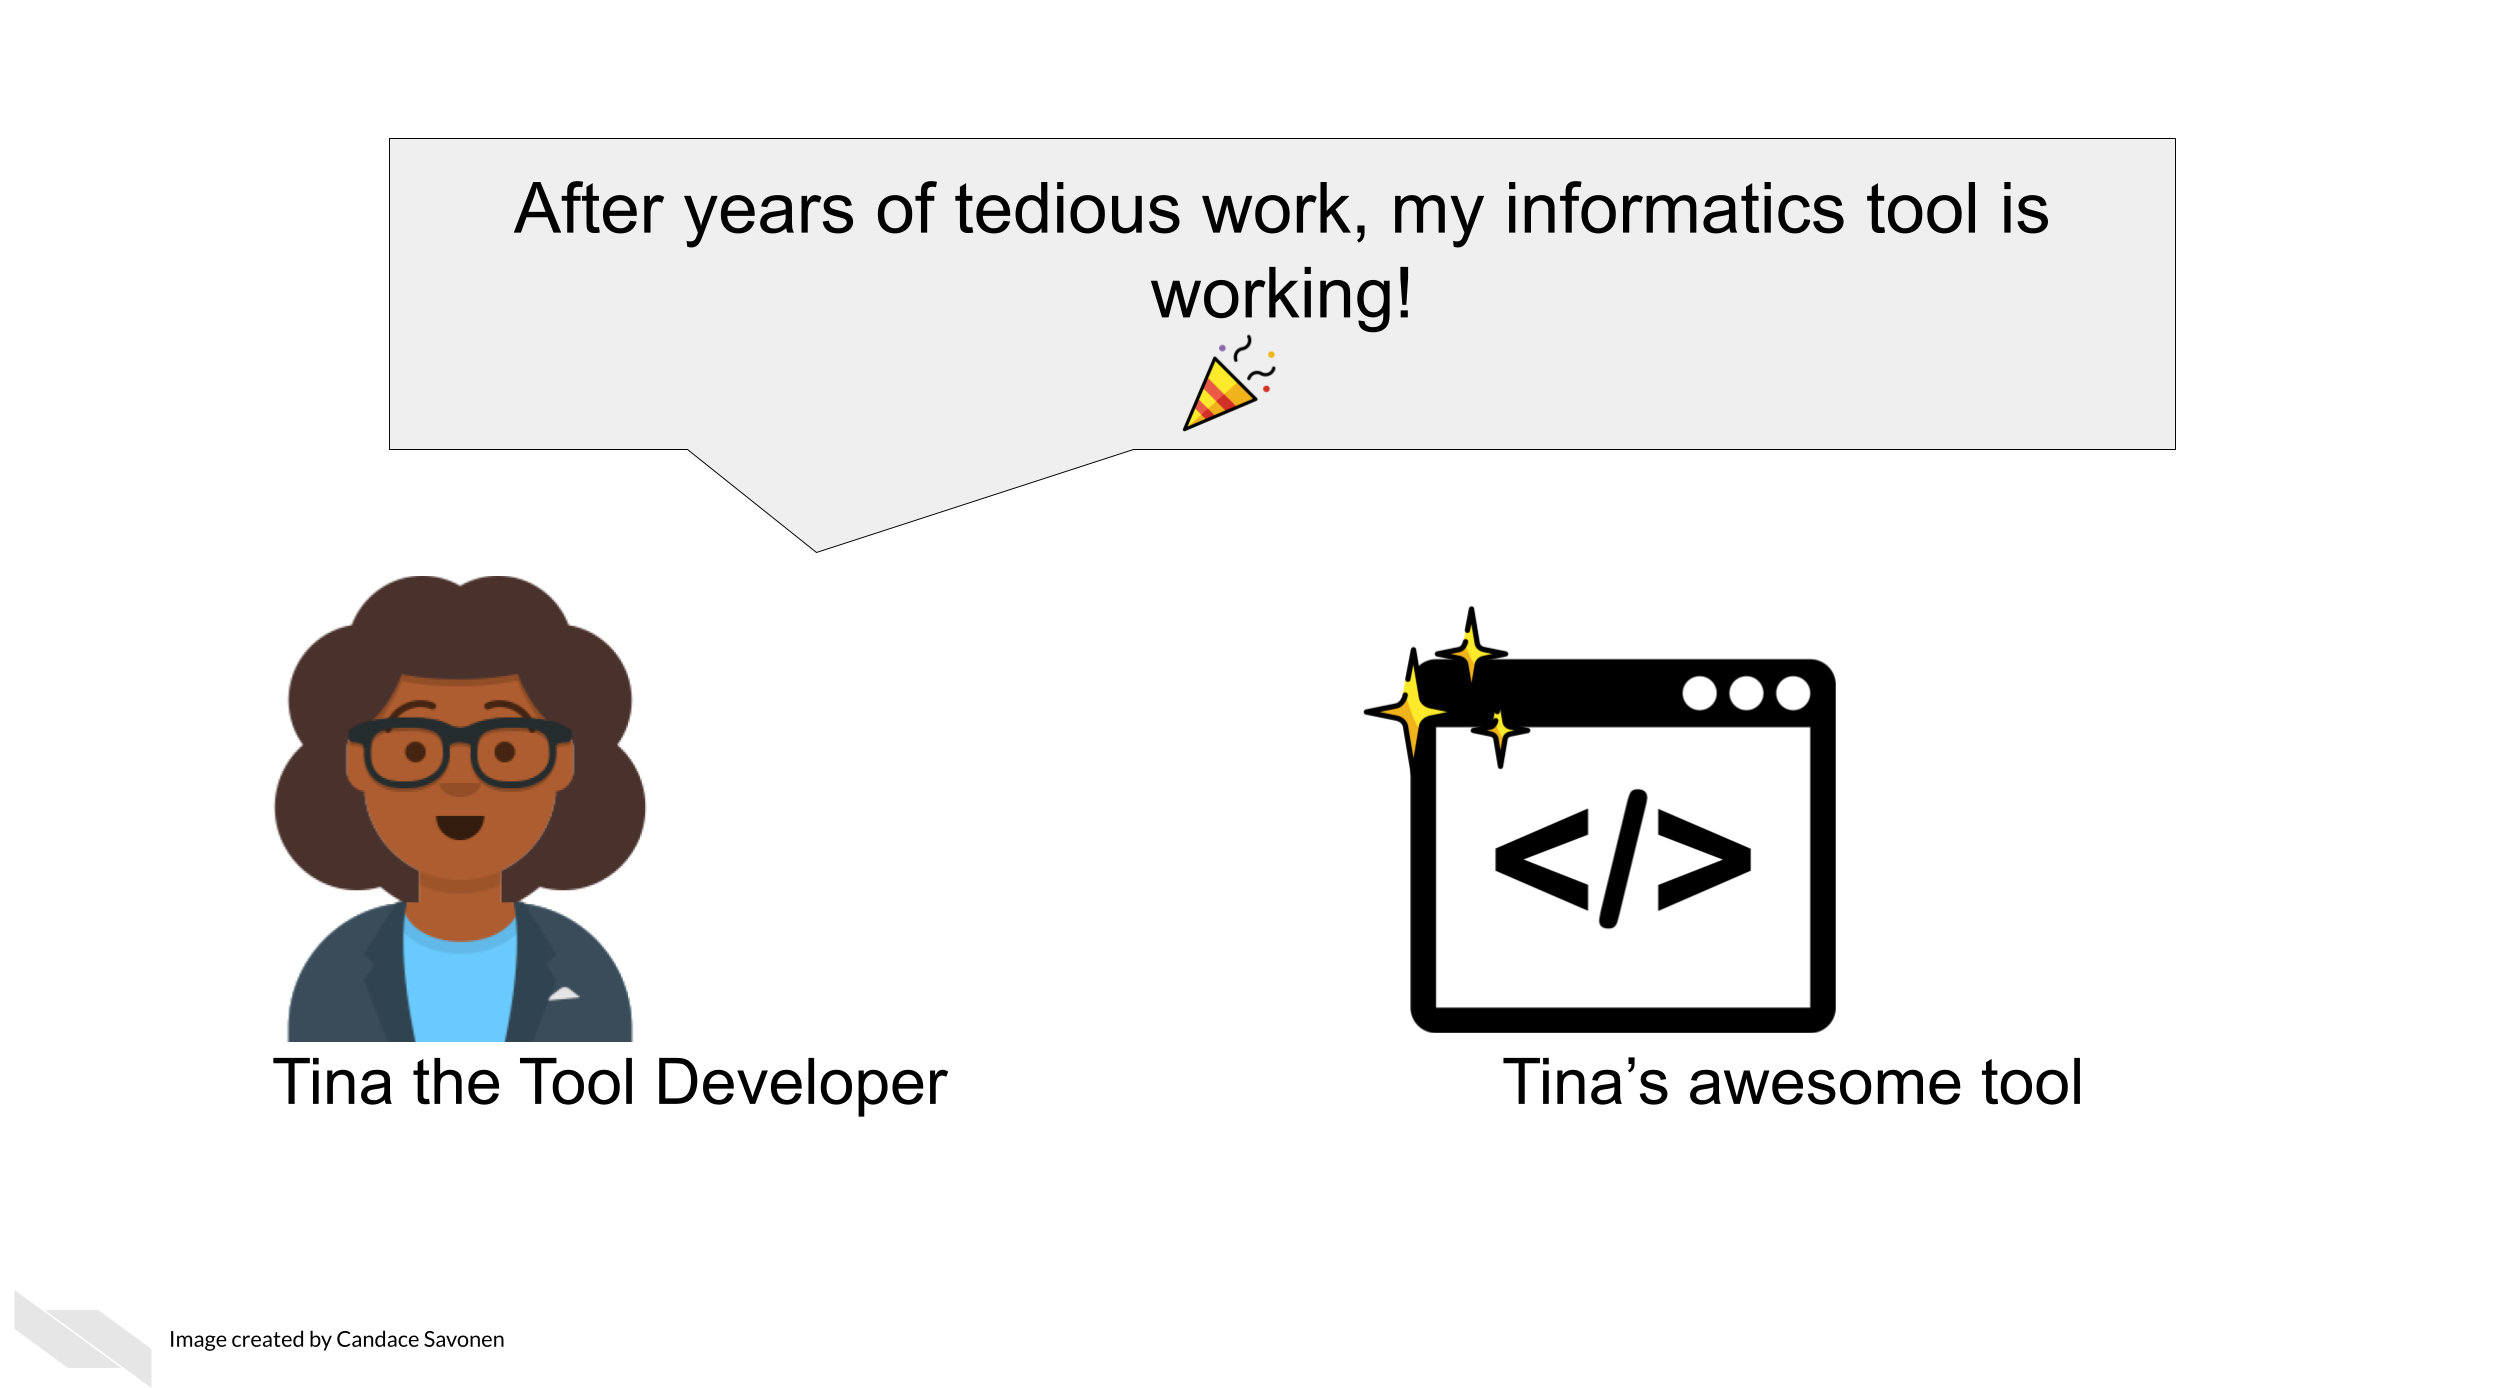 After years of tedious work, my informatics tool is
working!
</>
Tina the Tool Developer
Tina’s awesome tool
Image created by Candace Savonen